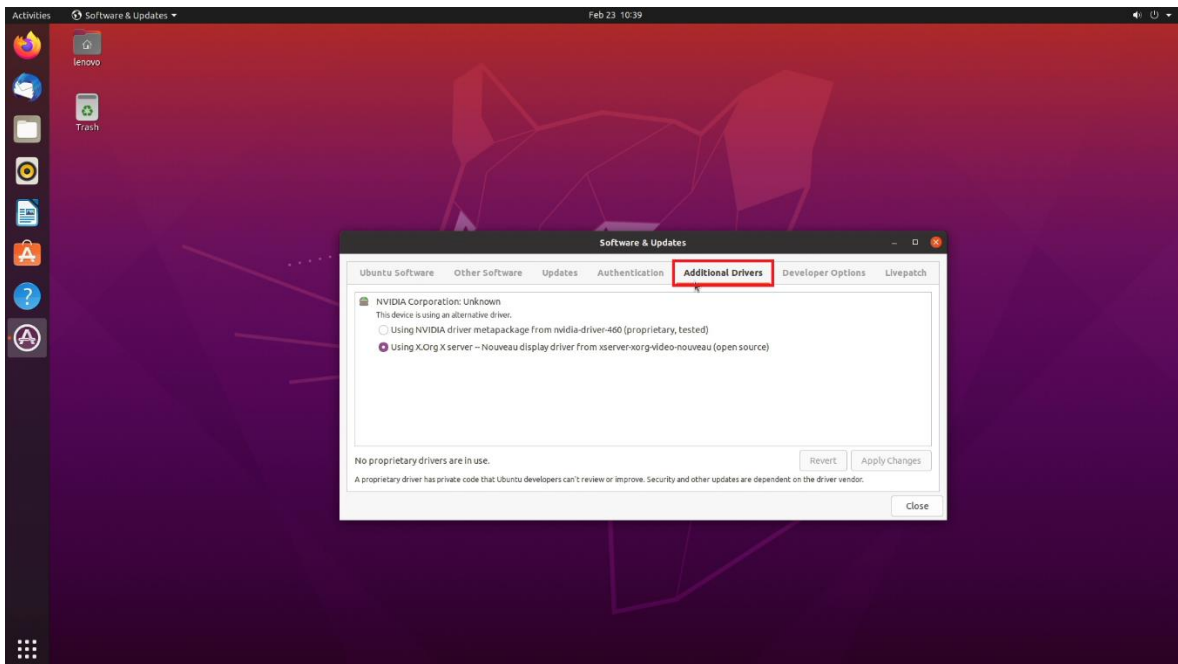 Activities Software & Updates Feb 23 10:39
lenovo
Trash
Software & Updates
Ubuntu Software Other Software Updates Authentication Additional Drivers Developer Options Livepatch
NVIDIA Corporation: Unknown
This device is using an alternative driver.
Using NVIDIA driver metapackage from nvidia-driver-460 (proprietary, tested)
Using X.Org X server -- Nouveau display driver from xserver-xorg-video-nouveau (open source)
No proprietary drivers are in use. Revert Apply Changes
A proprietary driver has private code that Ubuntu developers can't review or improve. Security and other updates are dependent on the driver vendor.
Close